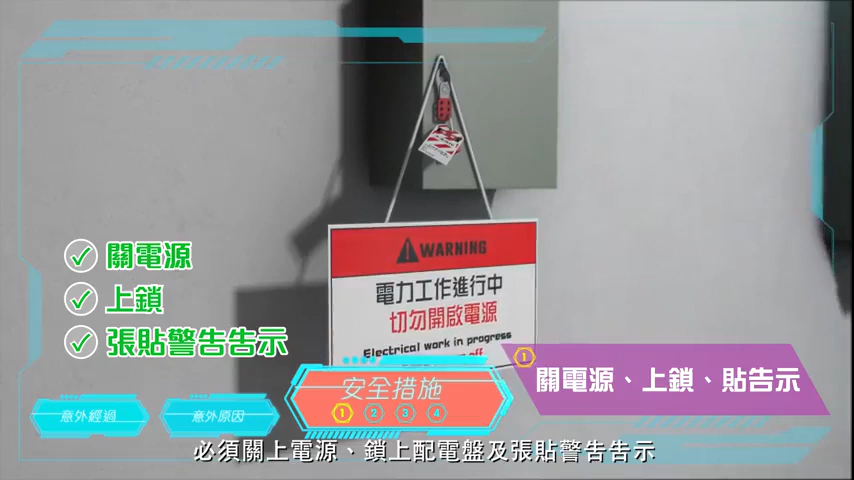 WARNING
電力工作進行中
切勿開啟電源
Electrical work in progress
off
關電源
上鎖
張貼警告告示
1
關電源、上鎖、貼告示
安全措施
1 2 3 4
意外經過
意外原因
必須關上電源、鎖上配電盤及張貼警告告示